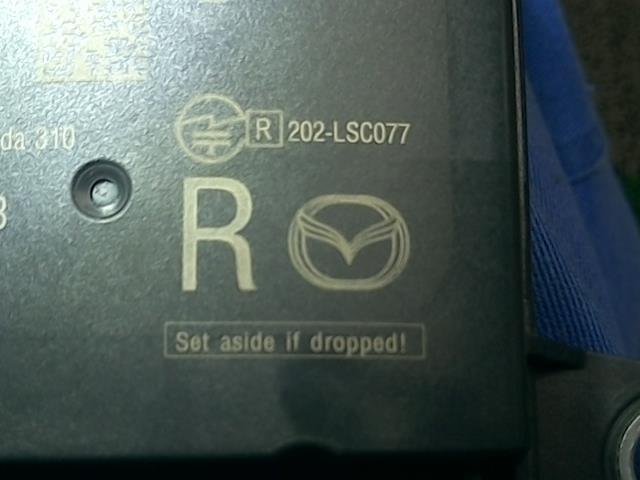 R 202-LSC077
da 310
R
Set aside if dropped!